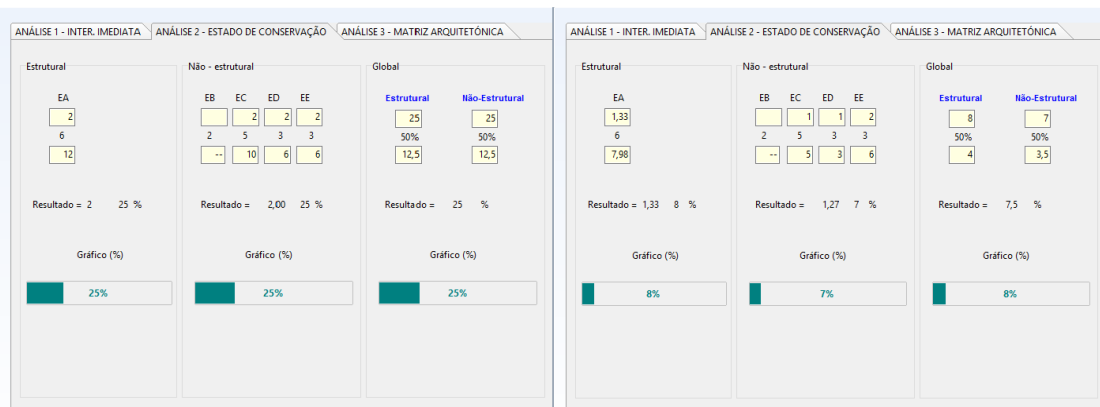 ANÁLISE 1 - INTER. IMEDIATA ANÁLISE 2 - ESTADO DE CONSERVAÇÃO ANÁLISE 3 - MATRIZ ARQUITETÓNICA
Estrutural Não - estrutural Global
EA EB EC ED EE Estrutural Não-Estrutural
2 2 2 2 25 25
6 2 5 3 3 50% 50%
12 -- 10 6 6 12,5 12,5
Resultado = 2 25 % Resultado = 2,00 25 % Resultado = 25 %
Gráfico (%) Gráfico (%) Gráfico (%)
25% 25% 25%
ANÁLISE 1 - INTER. IMEDIATA ANÁLISE 2 - ESTADO DE CONSERVAÇÃO ANÁLISE 3 - MATRIZ ARQUITETÓNICA
Estrutural Não - estrutural Global
EA EB EC ED EE Estrutural Não-Estrutural
1,33 1 1 2 8 7
6 2 5 3 3 50% 50%
7,98 -- 5 3 6 4 3,5
Resultado = 1,33 8 % Resultado = 1,27 7 % Resultado = 7,5 %
Gráfico (%) Gráfico (%) Gráfico (%)
8% 7% 8%